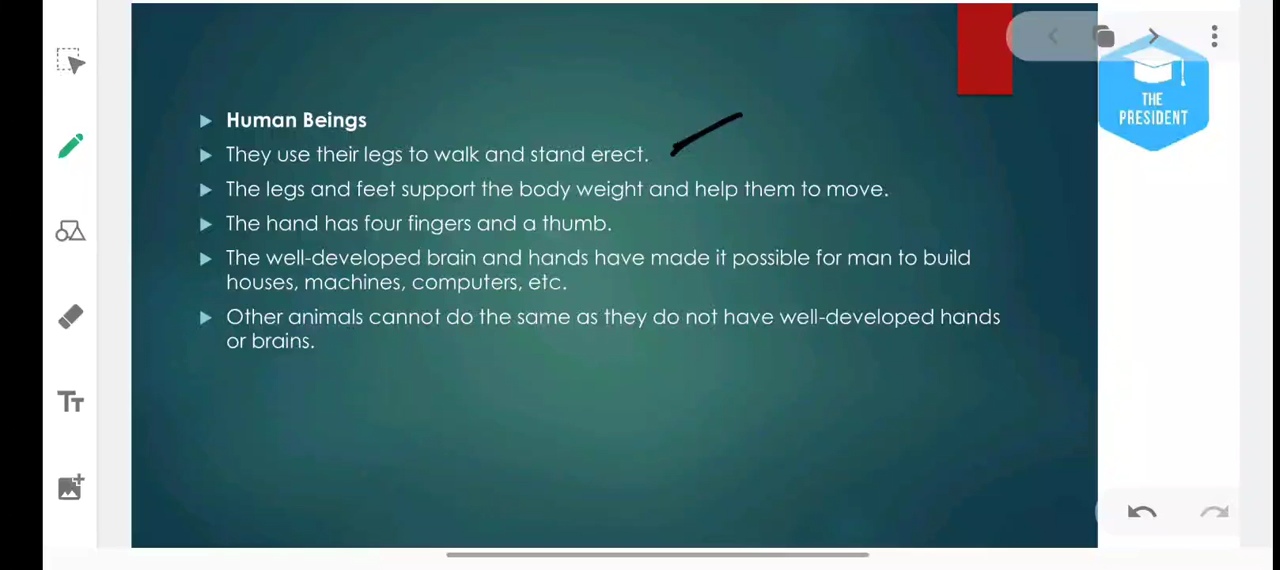 Human Beings
They use their legs to walk and stand erect.
The legs and feet support the body weight and help them to move.
The hand has four fingers and a thumb.
The well-developed brain and hands have made it possible for man to build
houses, machines, computers, etc.
Other animals cannot do the same as they do not have well-developed hands
or brains.
THE
PRESIDENT
TT